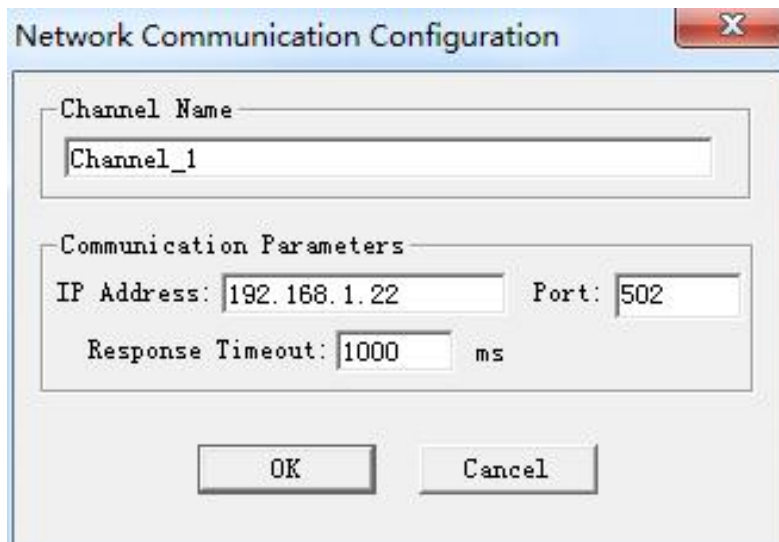 Network Communication Configuration
Channel Name
Channel_1
Communication Parameters
IP Address: 192.168.1.22 Port: 502
Response Timeout: 1000 ms
OK Cancel